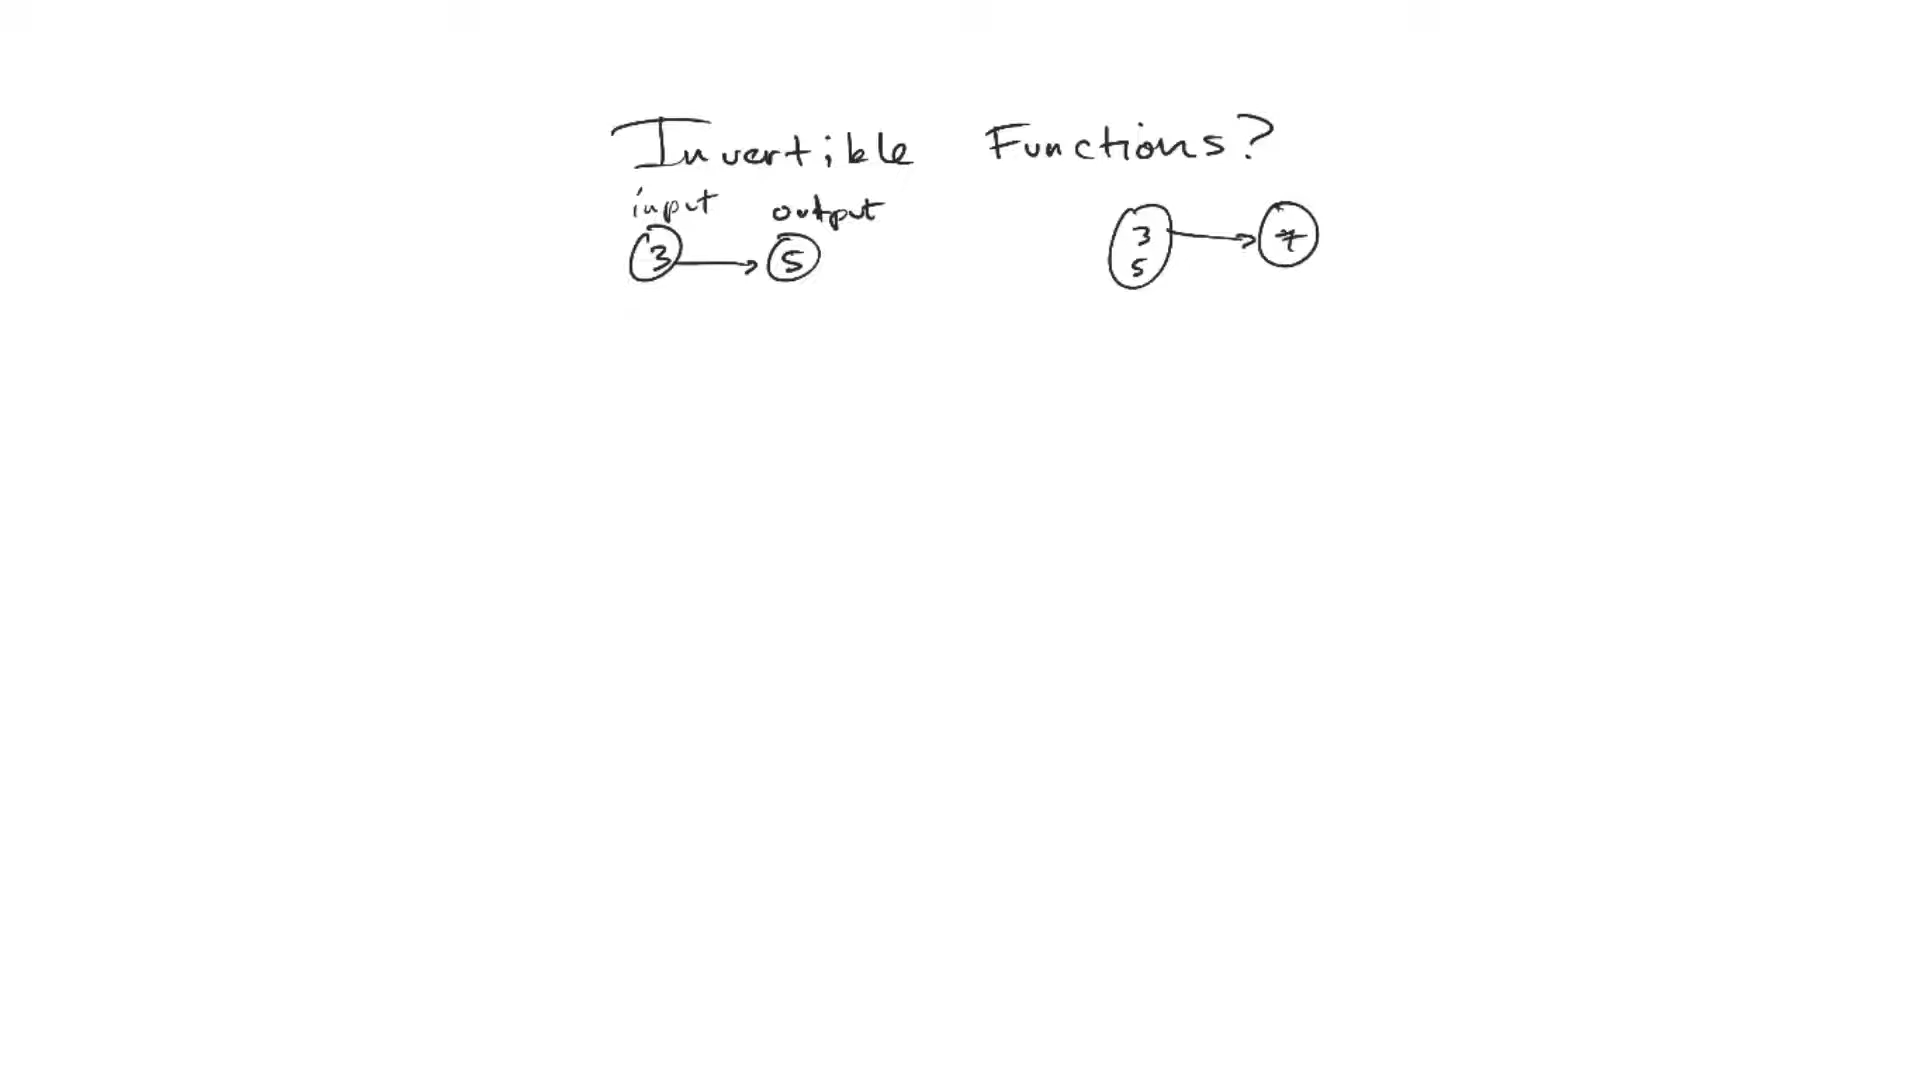 Invertible Functions?
input output
3 → 5
3 → 7
5